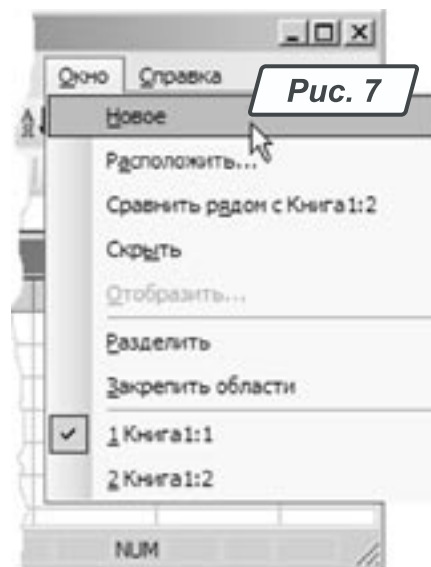 Окно Справка
Рис. 7
Новое
Расположить...
Сравнить рядом с Книга1:2
Скрыть
Отобразить...
Разделить
Закрепить области
1 Книга1:1
2 Книга1:2
NUM